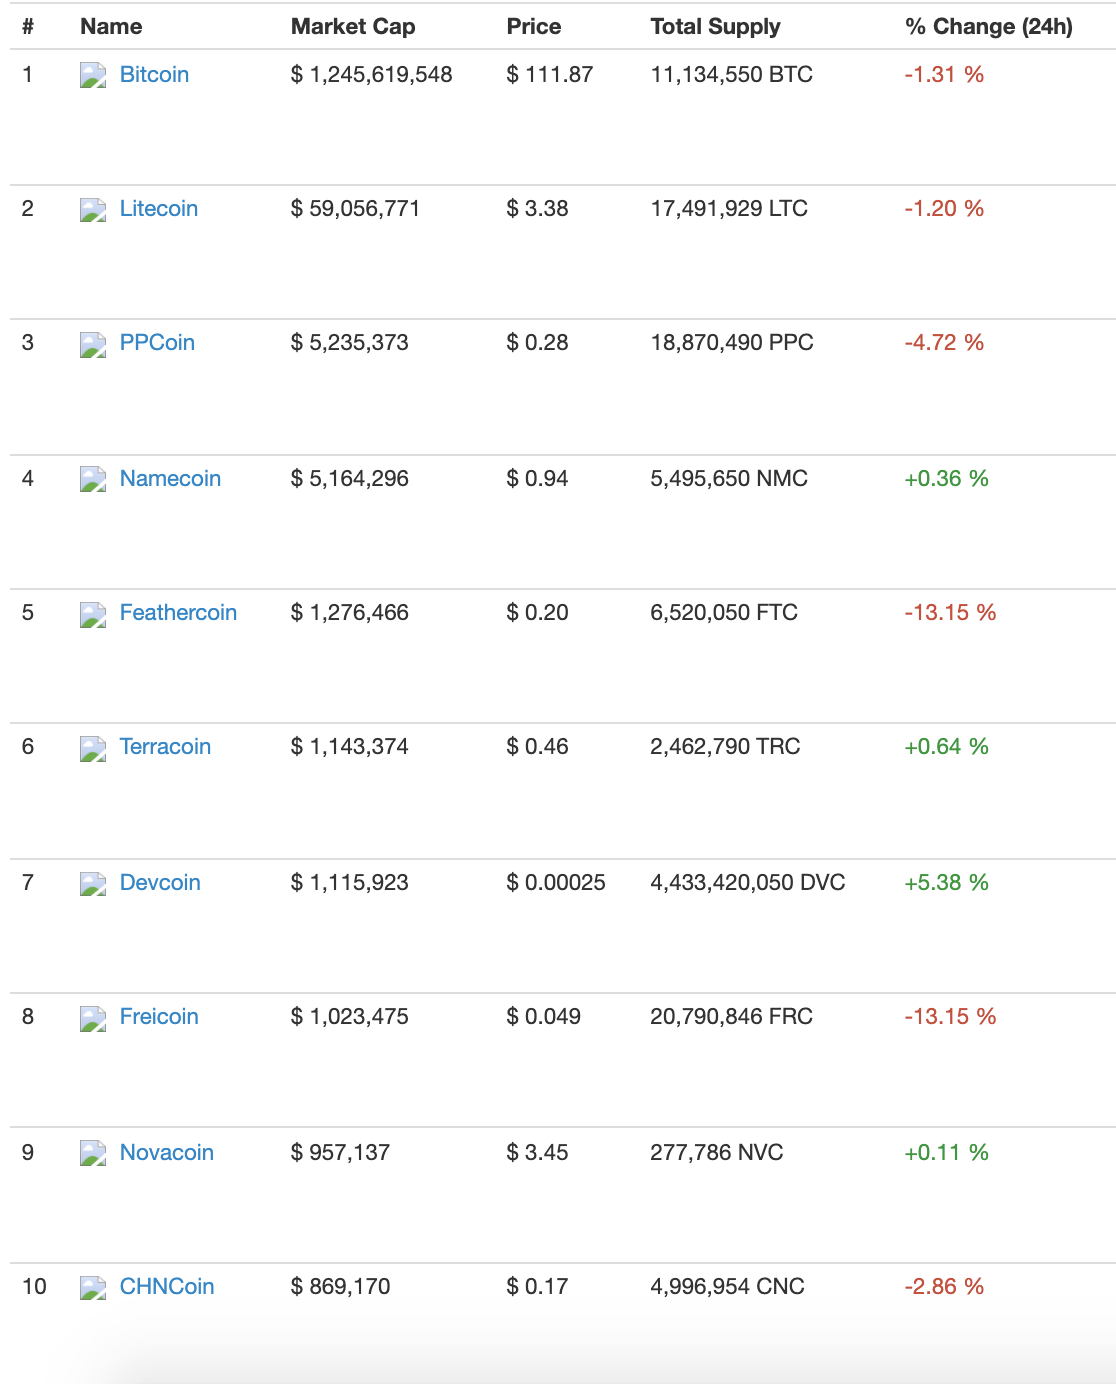 # Name Market Cap Price Total Supply % Change (24h)
1 Bitcoin $ 1,245,619,548 $ 111.87 11,134,550 BTC -1.31 %
2 Litecoin $ 59,056,771 $ 3.38 17,491,929 LTC -1.20 %
3 PPCoin $ 5,235,373 $ 0.28 18,870,490 PPC -4.72 %
4 Namecoin $ 5,164,296 $ 0.94 5,495,650 NMC +0.36 %
5 Feathercoin $ 1,276,466 $ 0.20 6,520,050 FTC -13.15 %
6 Terracoin $ 1,143,374 $ 0.46 2,462,790 TRC +0.64 %
7 Devcoin $ 1,115,923 $ 0.00025 4,433,420,050 DVC +5.38 %
8 Freicoin $ 1,023,475 $ 0.049 20,790,846 FRC -13.15 %
9 Novacoin $ 957,137 $ 3.45 277,786 NVC +0.11 %
10 CHNCoin $ 869,170 $ 0.17 4,996,954 CNC -2.86 %